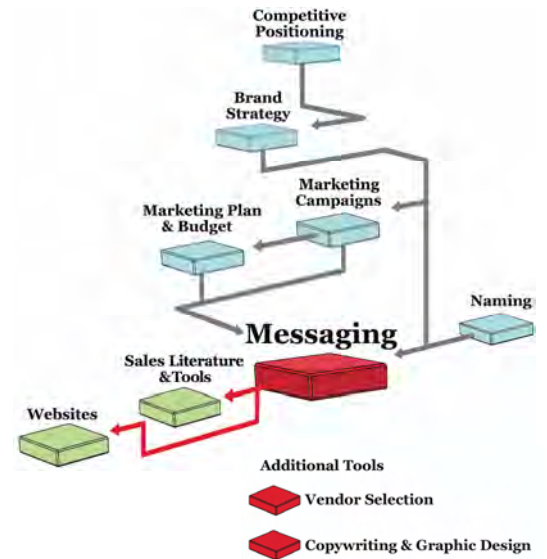 Competitive
Positioning
Brand
Strategy
Marketing
Campaigns
Marketing Plan
& Budget
Naming
Messaging
Sales Literature
&Tools
Websites
Additional Tools
Vendor Selection
Copywriting & Graphic Design